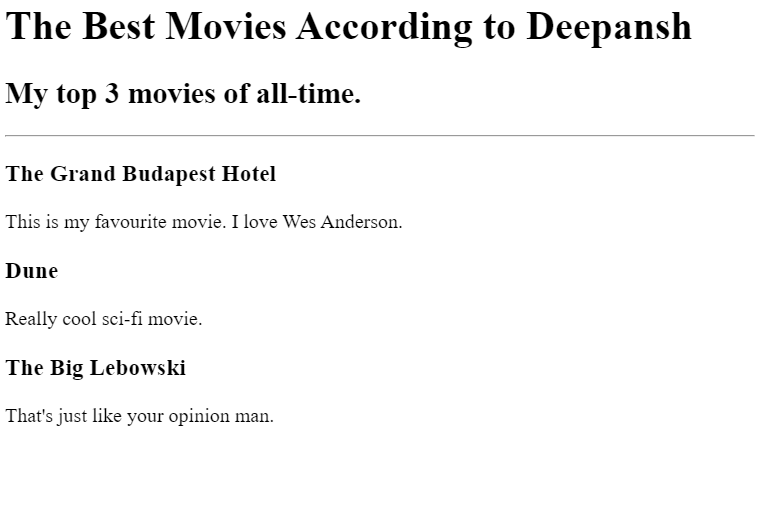 The Best Movies According to Deepansh
My top 3 movies of all-time.
The Grand Budapest Hotel
This is my favourite movie. I love Wes Anderson.
Dune
Really cool sci-fi movie.
The Big Lebowski
That's just like your opinion man.